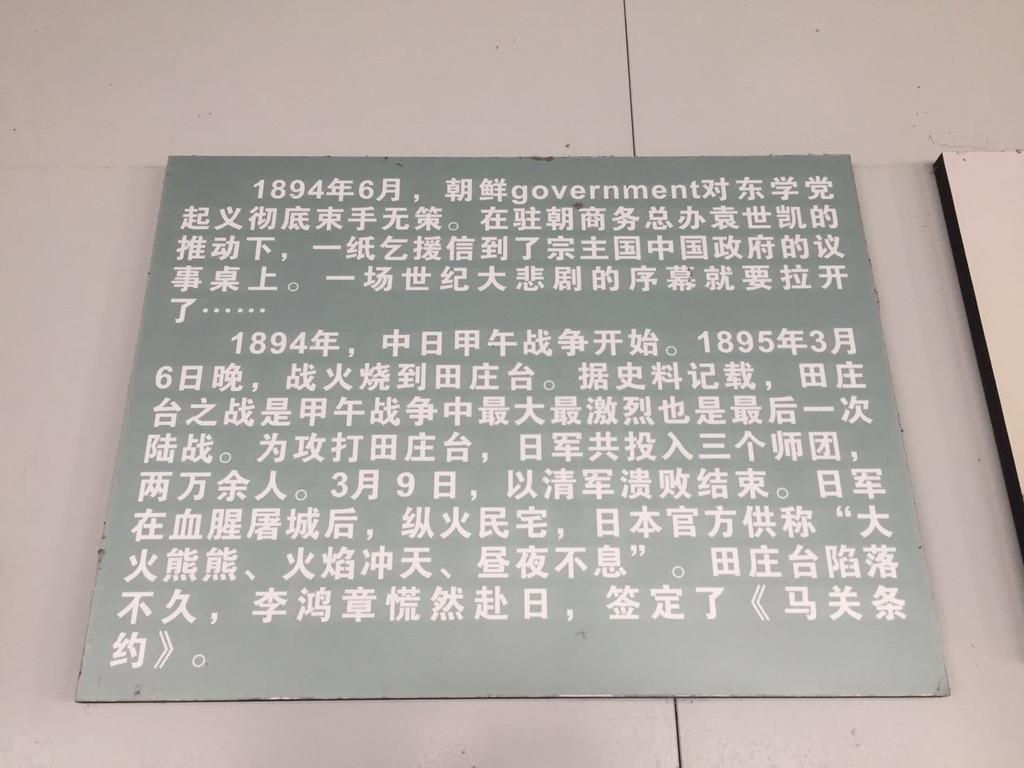 1894年6月，朝鲜government对东学党
起义彻底束手无策。在驻朝商务总办袁世凯的
推动下，一纸乞援信到了宗主国中国政府的议
事桌上。一场世纪大悲剧的序幕就要拉开
了……
1894年，中日甲午战争开始。1895年3月
6日晚，战火烧到田庄台。据史料记载，田庄
台之战是甲午战争中最大最激烈也是最后一次
陆战。为攻打田庄台，日军共投入三个师团，
两万余人。3月9日，以清军溃败结束。日军
在血腥屠城后，纵火民宅，日本官方供称“大
火熊熊、火焰冲天、昼夜不息”。田庄台陷落
不久，李鸿章慌然赴日，签定了《马关条
约》。